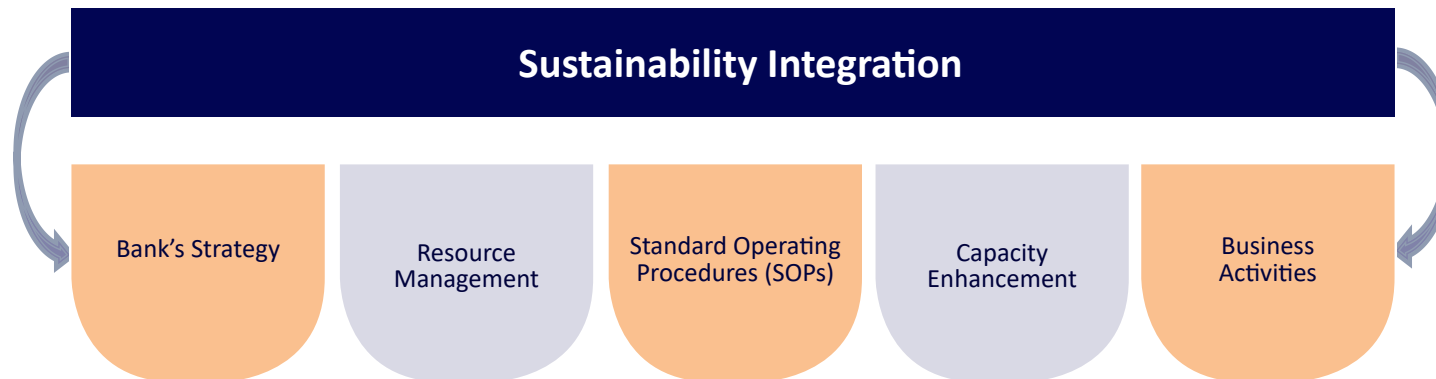 Sustainability Integration
Bank’s Strategy
Resource
Management
Standard Operating
Procedures (SOPs)
Capacity
Enhancement
Business
Activities